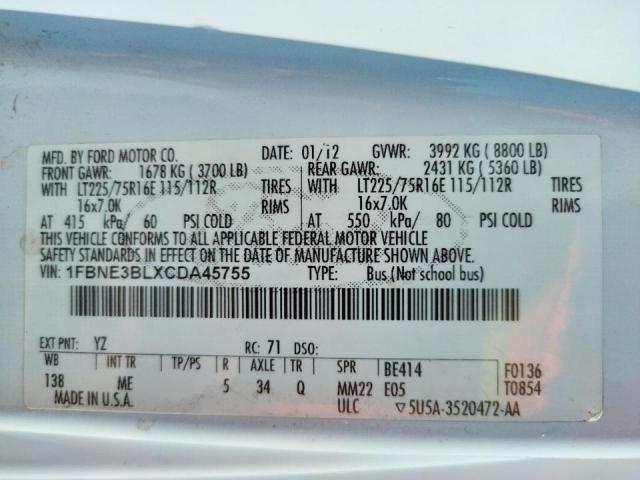 MFD. BY FORD MOTOR CO. DATE: 01/12 GVWR: 3992 KG ( 8800 LB)
FRONT GAWR: 1678 KG ( 3700 LB) REAR GAWR: 2431 KG ( 5360 LB)
WITH LT225/75R16E 115/112R TIRES WITH LT225/75R16E 115/112R TIRES
16x7.0K RIMS 16x7.0K RIMS
AT 415 kPa/ 60 PSI COLD AT 550 kPa/ 80 PSI COLD
THIS VEHICLE CONFORMS TO ALL APPLICABLE FEDERAL MOTOR VEHICLE
SAFETY STANDARDS IN EFFECT ON THE DATE OF MANUFACTURE SHOWN ABOVE.
VIN: 1FBNE3BLXCDA45755 TYPE: Bus (Not school bus)
EXT PNT: YZ RC: 71 DSO:
WB INT TR TP/PS R AXLE TR SPR BE414 F0136
138 ME 5 34 Q MM22 E05 T0854
MADE IN U.S.A. ULC ▽5U5A-3520472-AA